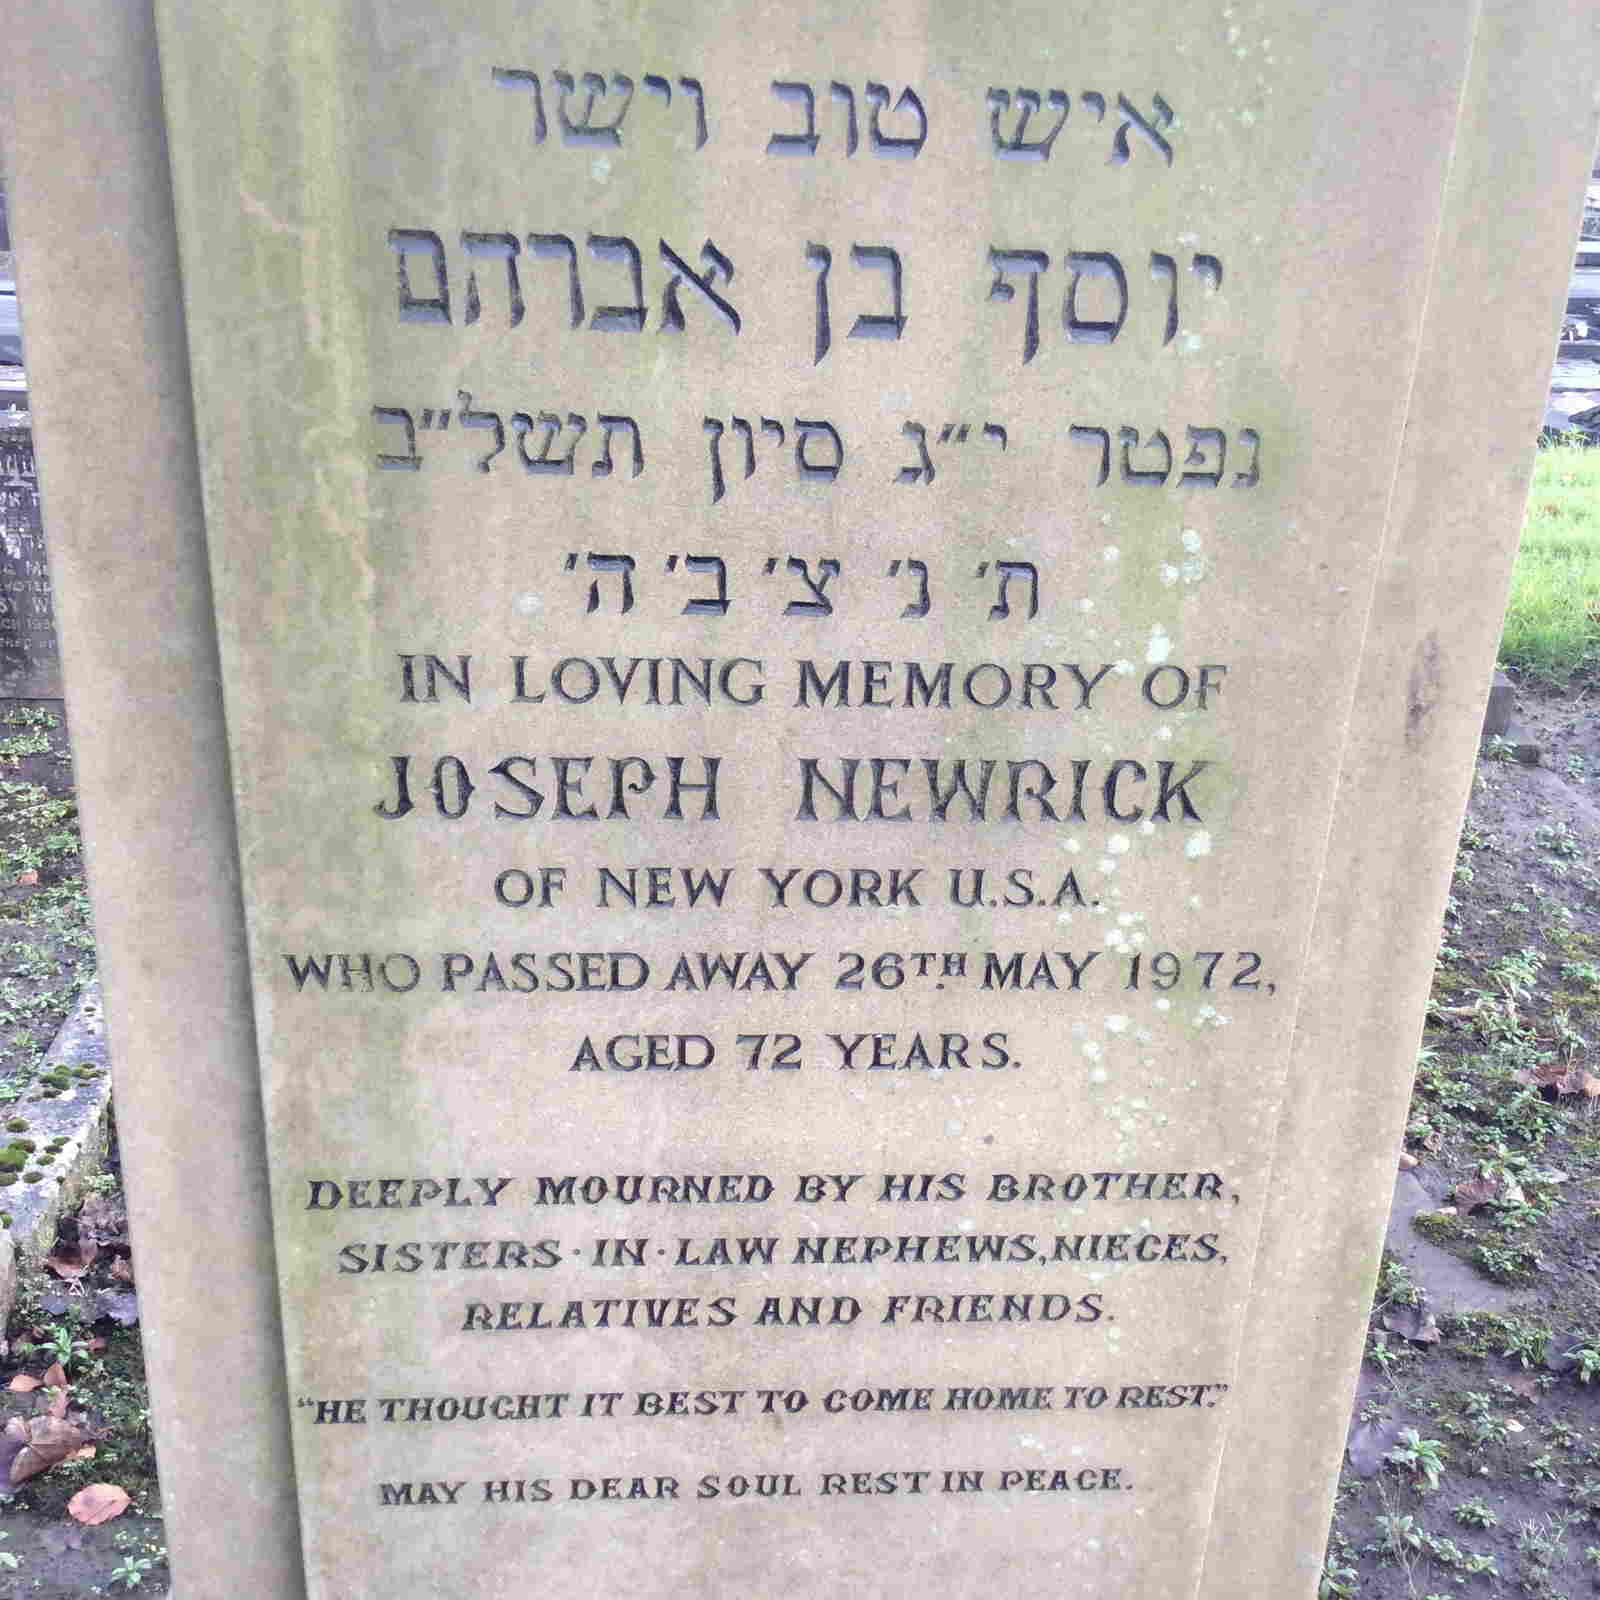 איש טוב וישר
יוסף בן אברהם
נפטר י״ג סיון תשל״ב
ת׳ נ׳ צ׳ ב׳ ה׳
IN LOVING MEMORY OF
JOSEPH NEWRICK
OF NEW YORK U.S.A.
WHO PASSED AWAY 26TH. MAY 1972,
AGED 72 YEARS.
DEEPLY MOURNED BY HIS BROTHER,
SISTERS·IN·LAW NEPHEWS, NIECES,
RELATIVES AND FRIENDS.
"HE THOUGHT IT BEST TO COME HOME TO REST."
MAY HIS DEAR SOUL REST IN PEACE.